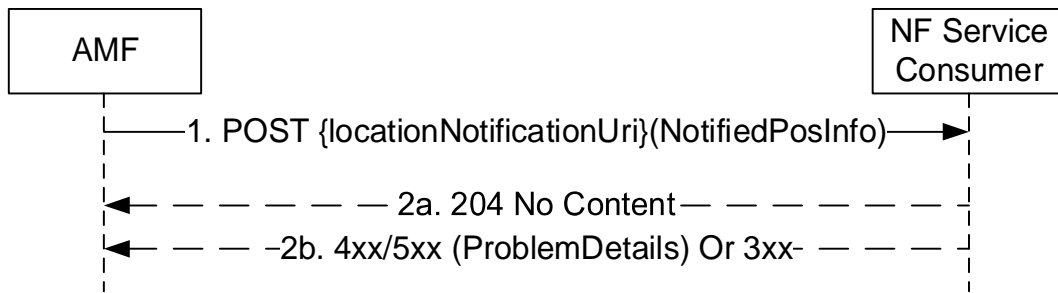 AMF
NF Service
Consumer
1. POST {locationNotificationUri}(NotifiedPosInfo)
2a. 204 No Content
2b. 4xx/5xx (ProblemDetails) Or 3xx